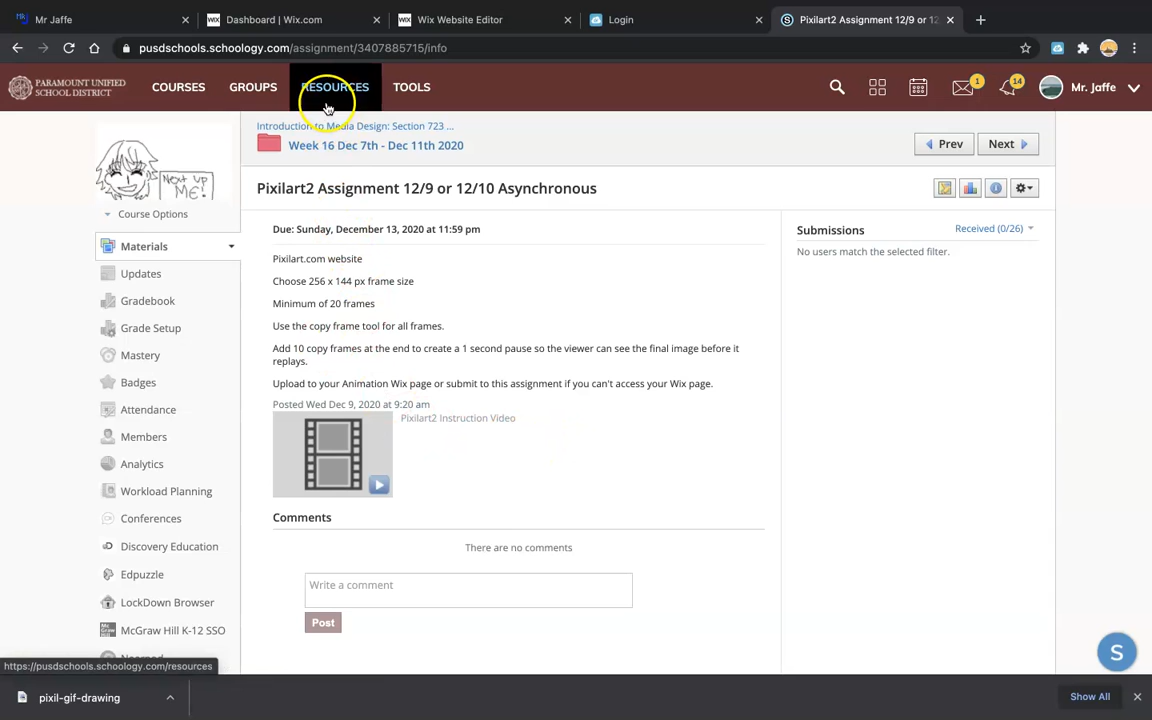 Mr Jaffe
WIX Dashboard | Wix.com
WIX Wix Website Editor
Login
S Pixilart2 Assignment 12/9 or 12
pusdschools.schoology.com/assignment/3407885715/info
PARAMOUNT UNIFIED
SCHOOL DISTRICT
COURSES
GROUPS
RESOURCES
TOOLS
1
14
Mr. Jaffe
Introduction to Media Design: Section 723 ...
Week 16 Dec 7th - Dec 11th 2020
Prev
Next
NEXT UP
ME!
Pixilart2 Assignment 12/9 or 12/10 Asynchronous
Course Options
Materials
Updates
Gradebook
Grade Setup
Mastery
Badges
Attendance
Members
Analytics
Workload Planning
Conferences
Discovery Education
Edpuzzle
LockDown Browser
McGraw Hill K-12 SSO
Due: Sunday, December 13, 2020 at 11:59 pm
Pixilart.com website
Choose 256 x 144 px frame size
Minimum of 20 frames
Use the copy frame tool for all frames.
Add 10 copy frames at the end to create a 1 second pause so the viewer can see the final image before it
replays.
Upload to your Animation Wix page or submit to this assignment if you can't access your Wix page.
Posted Wed Dec 9, 2020 at 9:20 am
Pixilart2 Instruction Video
Comments
There are no comments
Write a comment
Post
Submissions
Received (0/26)
No users match the selected filter.
S
https://pusdschools.schoology.com/resources
pixil-gif-drawing
Show All